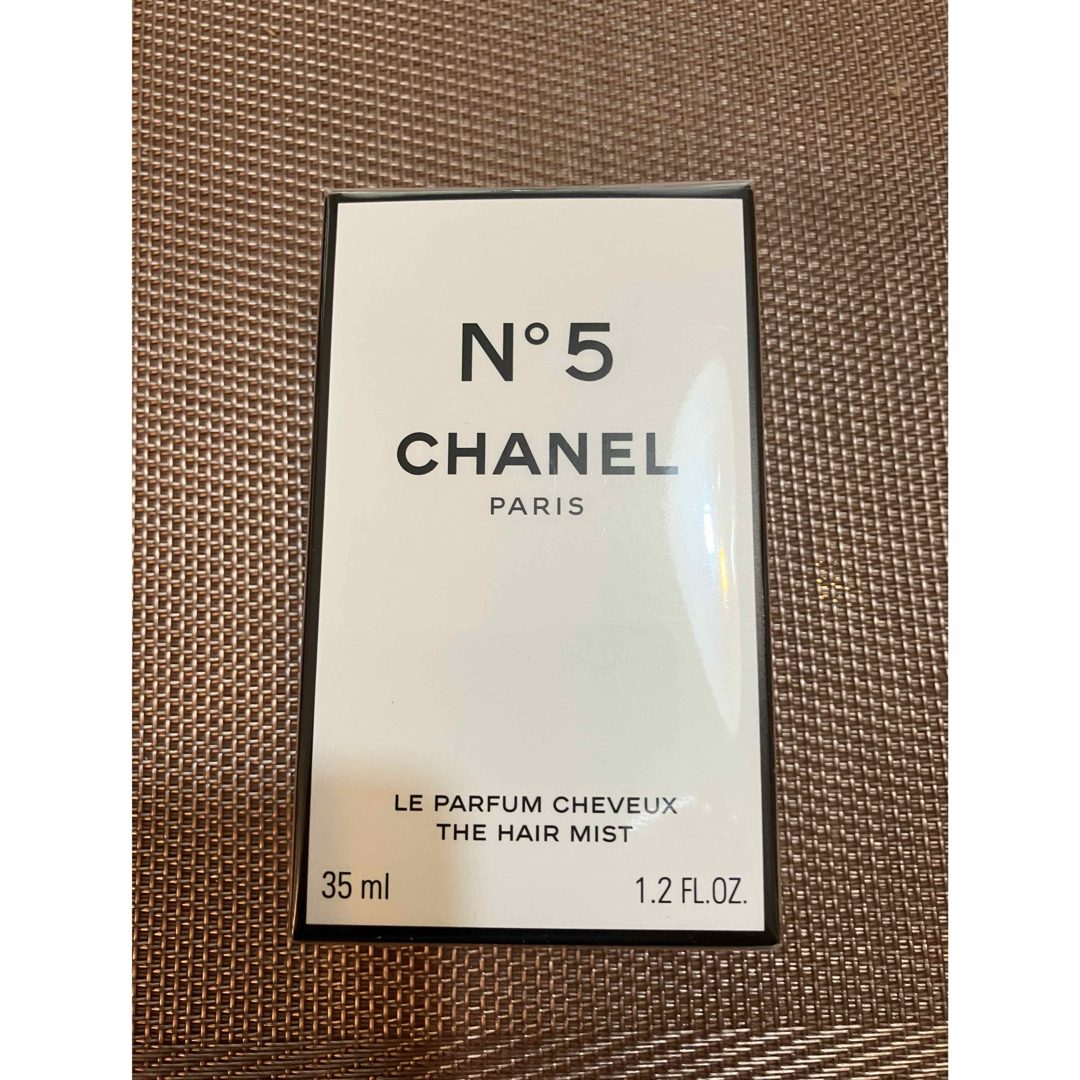 N° 5
CHANEL
PARIS
LE PARFUM CHEVEUX
THE HAIR MIST
35 ml
1.2 FL.OZ.